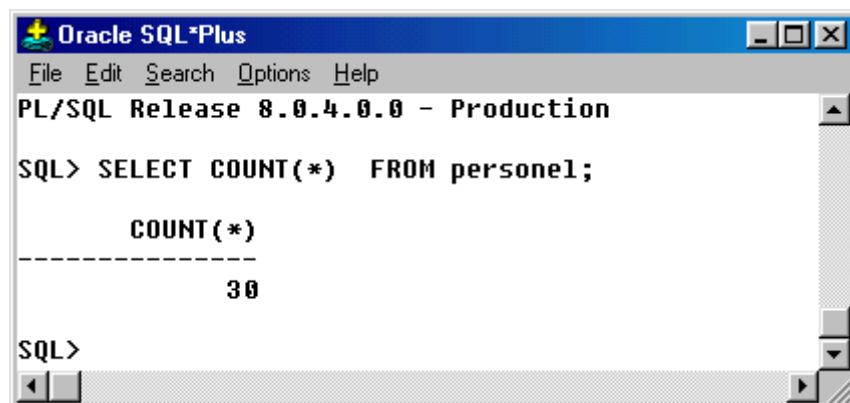 Oracle SQL*Plus
File Edit Search Options Help
PL/SQL Release 8.0.4.0.0 - Production
SQL> SELECT COUNT(*)  FROM personel;
COUNT(*)
---------------
30
SQL>